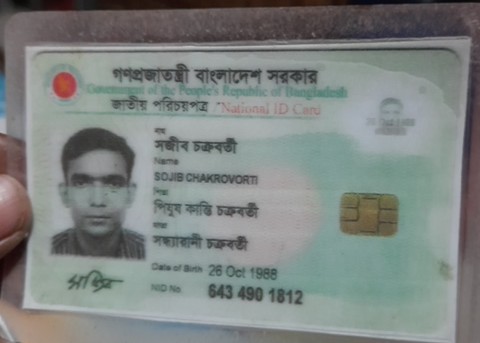 গণপ্রজাতন্ত্রী বাংলাদেশ সরকার
Government of the People's Republic of Bangladesh
জাতীয় পরিচয়পত্র National ID Card
নাম
সজীব চক্রবর্তী
Name
SOJIB CHAKROVORTI
পিতা
পিযুষ কান্তি চক্রবর্তী
মাতা
সন্ধ্যারানী চক্রবর্তী
Date of Birth 26 Oct 1988
NID No 643 490 1812